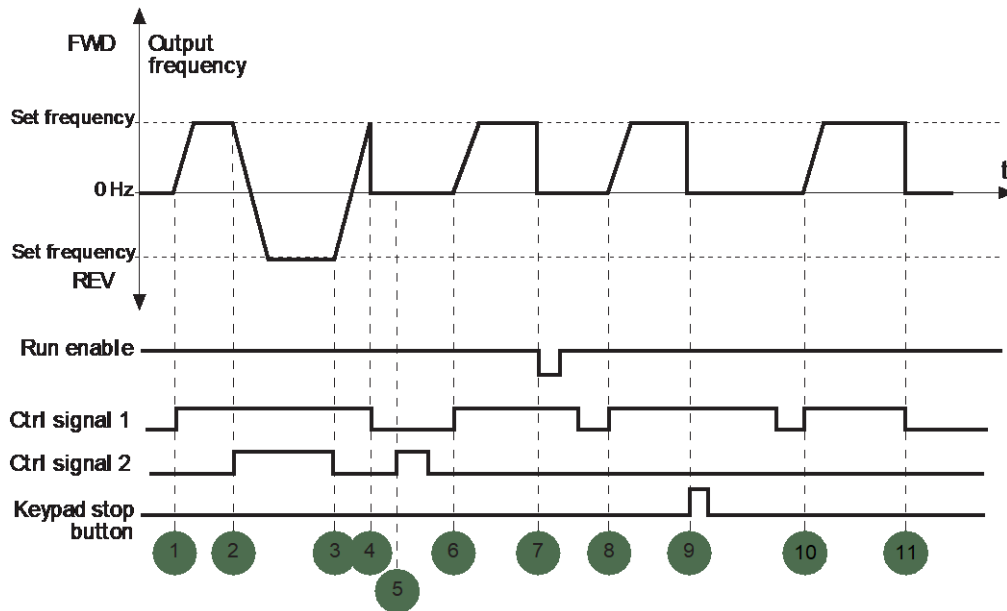 FWD
Output
frequency
Set frequency
0 Hz
t
Set frequency
REV
Run enable
Ctrl signal 1
Ctrl signal 2
Keypad stop
button
1 2 3 4 6 7 8 9 10 11
5